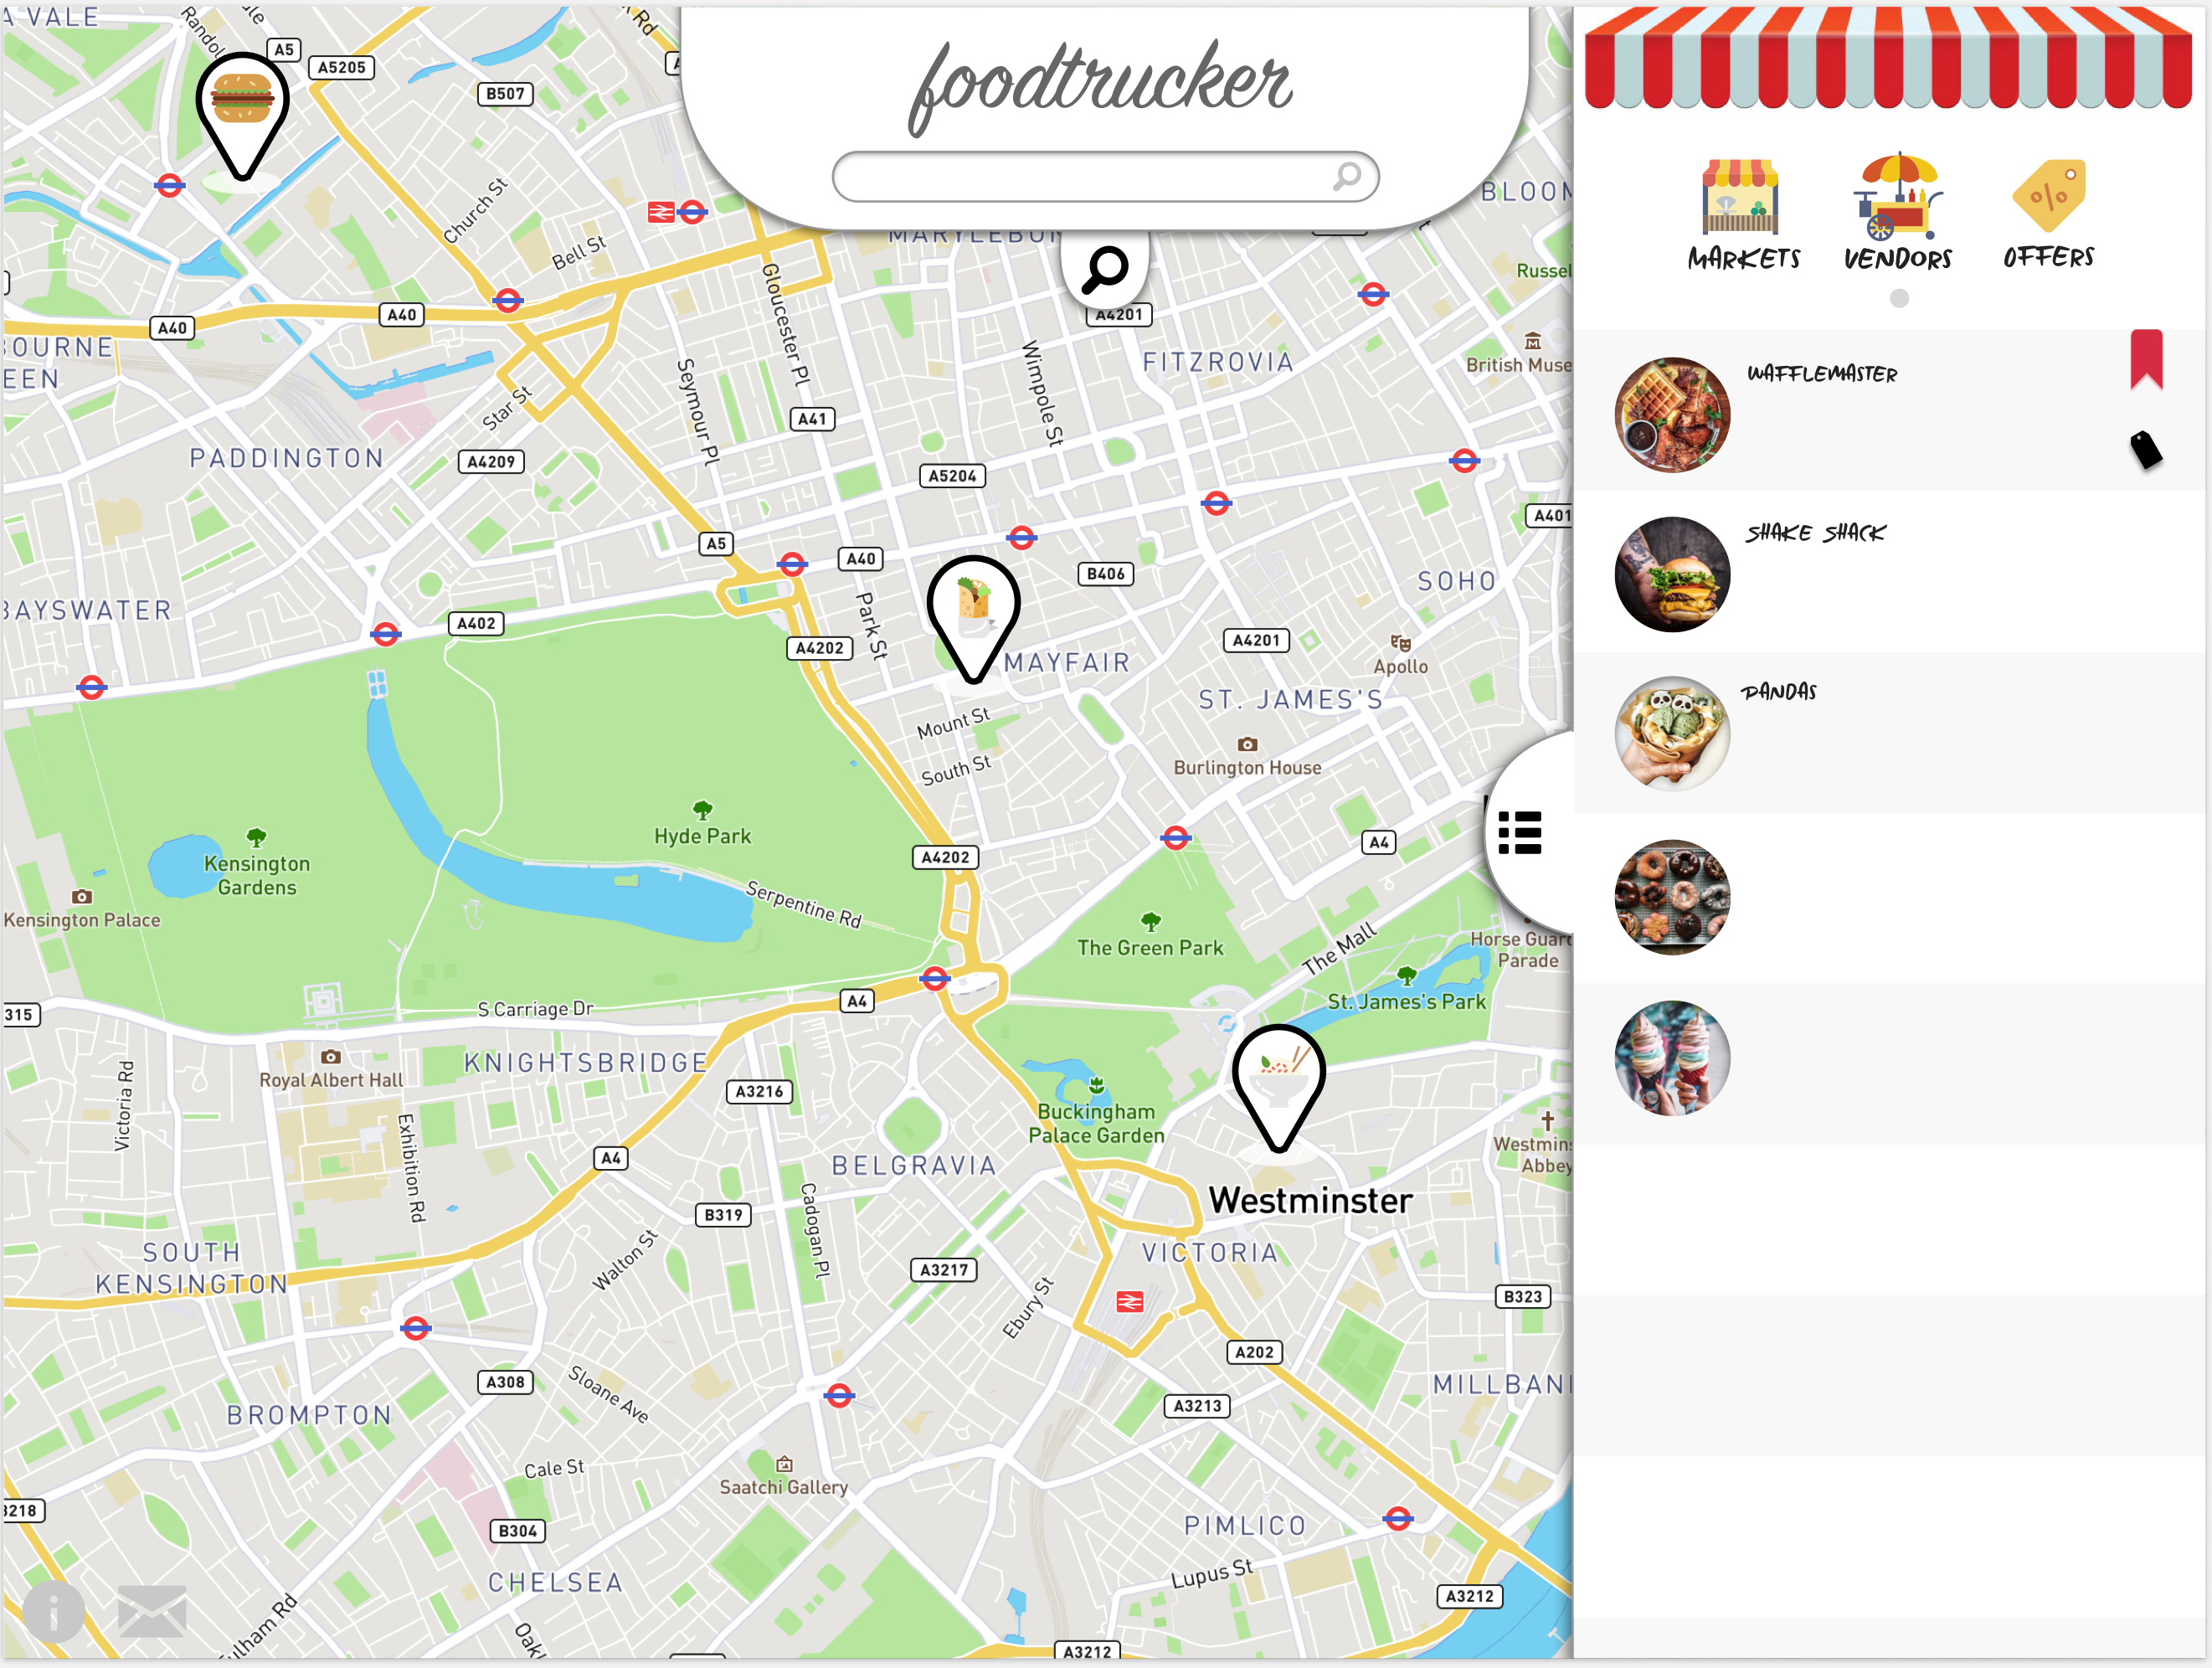 A VALE
A5
A5205
B507
foodtrucker
Church St
Bell St
MARYLEBON
BLOOM
Russel
MARKETS
VENDORS
OFFERS
A40
A40
Gloucester Pl
A4201
FITZROVIA
British Muse
OURNE
EEN
Seymour Pl
Wimpole St
WAFFLEMASTER
Star St
A41
PADDINGTON
A4209
A5204
A401
SHAKE SHACK
A5
A40
B406
SOHO
BAYSWATER
A402
Park St
A4202
A4201
Apollo
MAYFAIR
ST. JAMES'S
PANDAS
Mount St
South St
Burlington House
Hyde Park
Kensington
Gardens
A4202
A4
Kensington Palace
Serpentine Rd
The Green Park
The Mall
Horse Guar
Parade
St. James's Park
315
S Carriage Dr
A4
Royal Albert Hall
KNIGHTSBRIDGE
Victoria Rd
A3216
Buckingham
Palace Garden
Exhibition Rd
A4
BELGRAVIA
Westmins
Abbey
B319
Cadogan Pl
Westminster
SOUTH
KENSINGTON
Walton St
A3217
VICTORIA
Ebury St
B323
A308
Sloane Ave
A202
MILLBAN
BROMPTON
A3213
Cale St
Saatchi Gallery
3218
B304
PIMLICO
CHELSEA
Lupus St
A3212
ulham Rd
Oakl
A3212